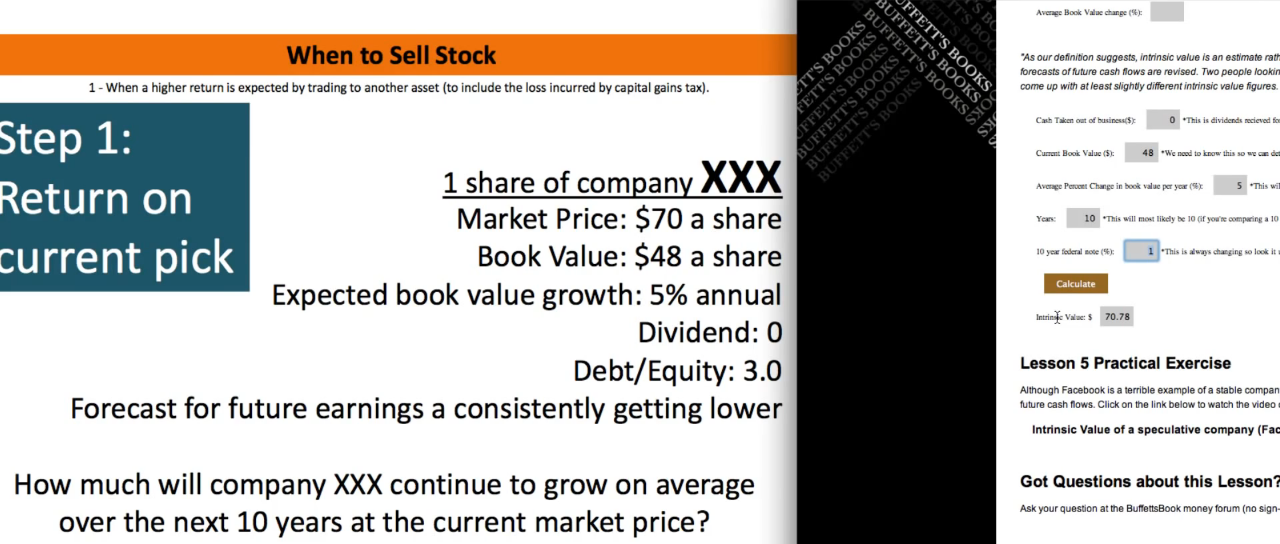 When to Sell Stock
1 - When a higher return is expected by trading to another asset (to include the loss incurred by capital gains tax).
Step 1:
Return on
current pick
1 share of company XXX
Market Price: $70 a share
Book Value: $48 a share
Expected book value growth: 5% annual
Dividend: 0
Debt/Equity: 3.0
Forecast for future earnings a consistently getting lower
How much will company XXX continue to grow on average
over the next 10 years at the current market price?
BUFFETT'S BOOKS
BUFFETT'S BOOKS
BUFFETT'S BOOKS
BUFFETT'S BOOKS
Average Book Value change (%):
"As our definition suggests, intrinsic value is an estimate
forecasts of future cash flows are revised. Two people
come up with at least slightly different intrinsic value figures.
Cash Taken out of business($): 0 *This is dividends recieved
Current Book Value ($): 48 *We need to know this so we can
Average Percent Change in book value per year (%): 5 *This
Years: 10 *This will most likely be 10 (if you're comparing a 10
10 year federal note (%): 1 *This is always changing so look it
Calculate
Intrinsic Value: $ 70.78
Lesson 5 Practical Exercise
Although Facebook is a terrible example of a stable
future cash flows. Click on the link below to watch the video
Intrinsic Value of a speculative company
Got Questions about this Lesson?
Ask your question at the BuffettsBook money forum (no